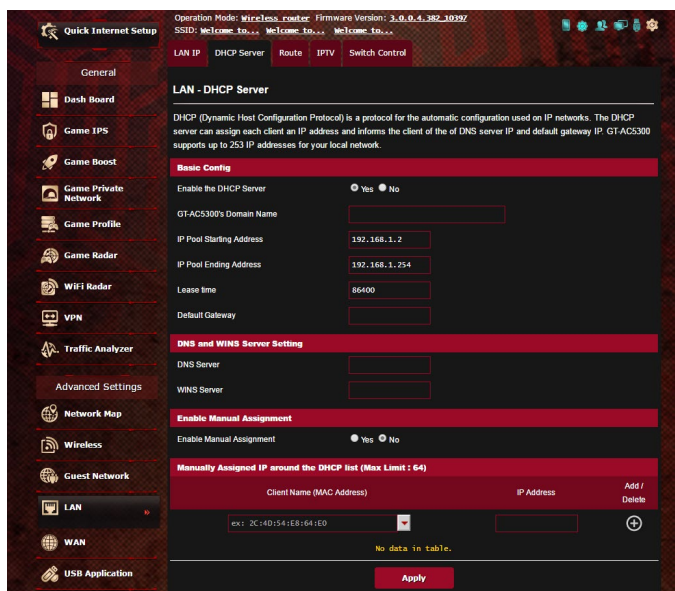 Quick Internet Setup
General
Dash Board
Game IPS
Game Boost
Game Private
Network
Game Profile
Game Radar
WiFi Radar
VPN
Traffic Analyzer
Advanced Settings
Network Map
Wireless
Guest Network
LAN
WAN
USB Application
Operation Mode: Wireless router Firmware Version: 3.0.0.4.382_10397
SSID: Welcome to... Welcome to... Welcome to...
LAN IP DHCP Server Route IPTV Switch Control
LAN - DHCP Server
DHCP (Dynamic Host Configuration Protocol) is a protocol for the automatic configuration used on IP networks. The DHCP
server can assign each client an IP address and informs the client of the of DNS server IP and default gateway IP. GT-AC5300
supports up to 253 IP addresses for your local network.
Basic Config
Enable the DHCP Server Yes No
GT-AC5300's Domain Name
IP Pool Starting Address 192.168.1.2
IP Pool Ending Address 192.168.1.254
Lease time 86400
Default Gateway
DNS and WINS Server Setting
DNS Server
WINS Server
Enable Manual Assignment
Enable Manual Assignment Yes No
Manually Assigned IP around the DHCP list (Max Limit : 64)
Client Name (MAC Address) IP Address Add /
Delete
ex: 2C:4D:54:E8:64:E0
No data in table.
Apply